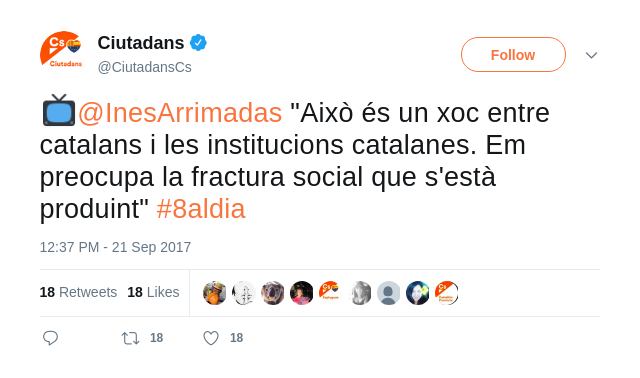 Cs
Ciutadans
Ciutadans
@CiutadansCs
Follow
@InesArrimadas "Això és un xoc entre
catalans i les institucions catalanes. Em
preocupa la fractura social que s'està
produint" #8aldia
12:37 PM - 21 Sep 2017
18 Retweets 18 Likes
18 18